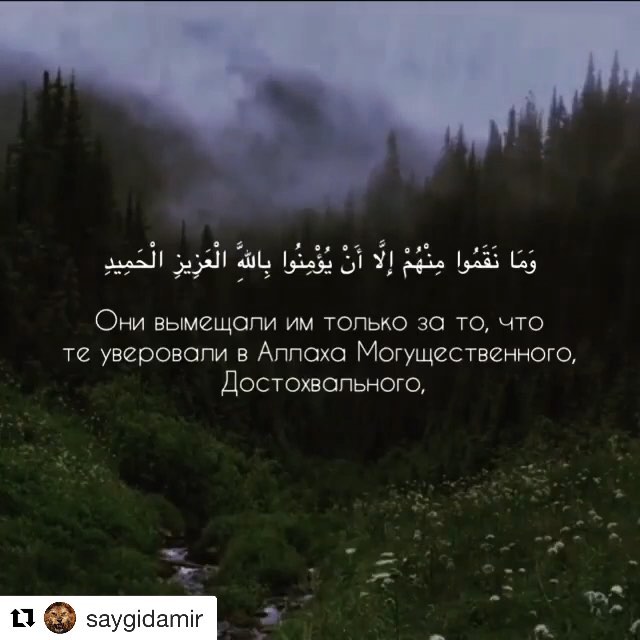 وَمَا نَقَمُوا مِنْهُمْ إِلَّا أَنْ يُؤْمِنُوا بِاللَّهِ الْعَزِيزِ الْحَمِيدِ
Они вымещали им только за то, что
те уверовали в Аллаха Могущественного,
Достохвального,
saygidamir